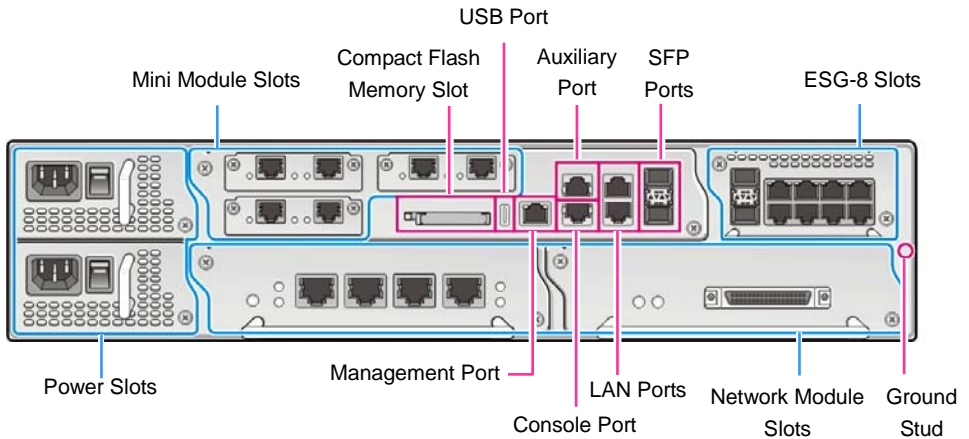 USB Port
Compact Flash
Memory Slot
Auxiliary
Port
SFP
Ports
Mini Module Slots
ESG-8 Slots
Power Slots
Management Port
LAN Ports
Console Port
Network Module
Slots
Ground
Stud